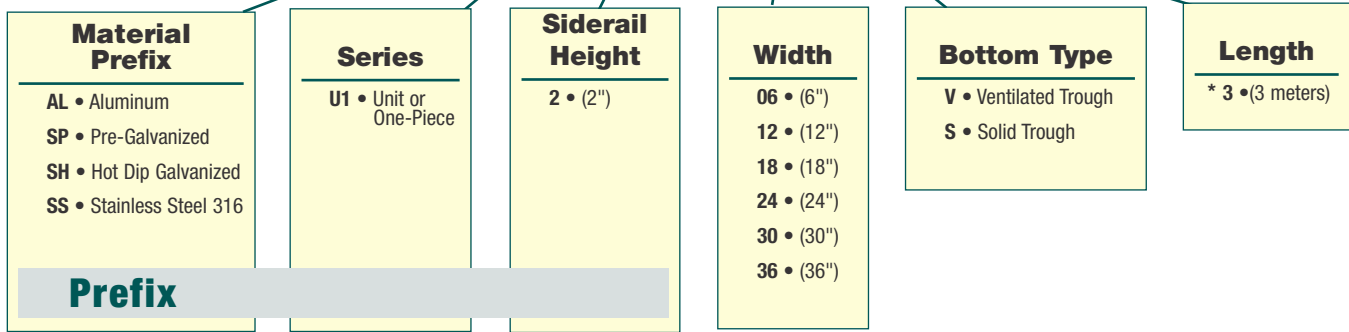 Material
Prefix
AL • Aluminum
SP • Pre-Galvanized
SH • Hot Dip Galvanized
SS • Stainless Steel 316
Series
U1 • Unit or
One-Piece
Siderail
Height
2 • (2")
Width
06 • (6")
12 • (12")
18 • (18")
24 • (24")
30 • (30")
36 • (36")
Bottom Type
V • Ventilated Trough
S • Solid Trough
Length
* 3 •(3 meters)
Prefix